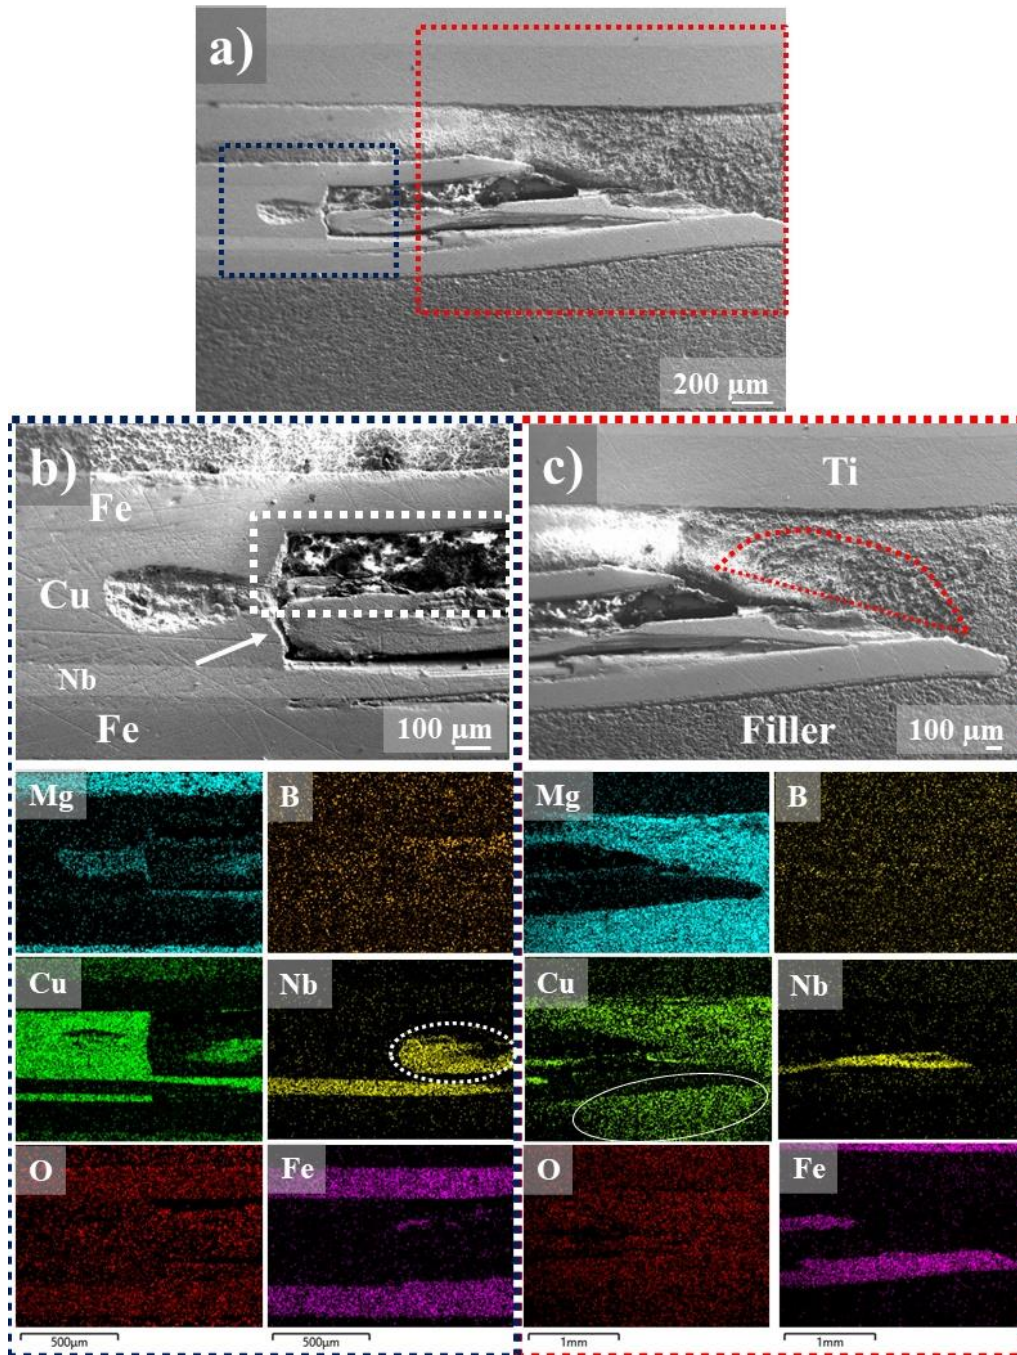 a)
200 µm
b)
Fe
Cu
Nb
Fe
100 µm
c)
Ti
Filler
100 µm
Mg
B
Mg
B
Cu
Nb
Cu
Nb
O
Fe
O
Fe
500µm
500µm
1mm
1mm